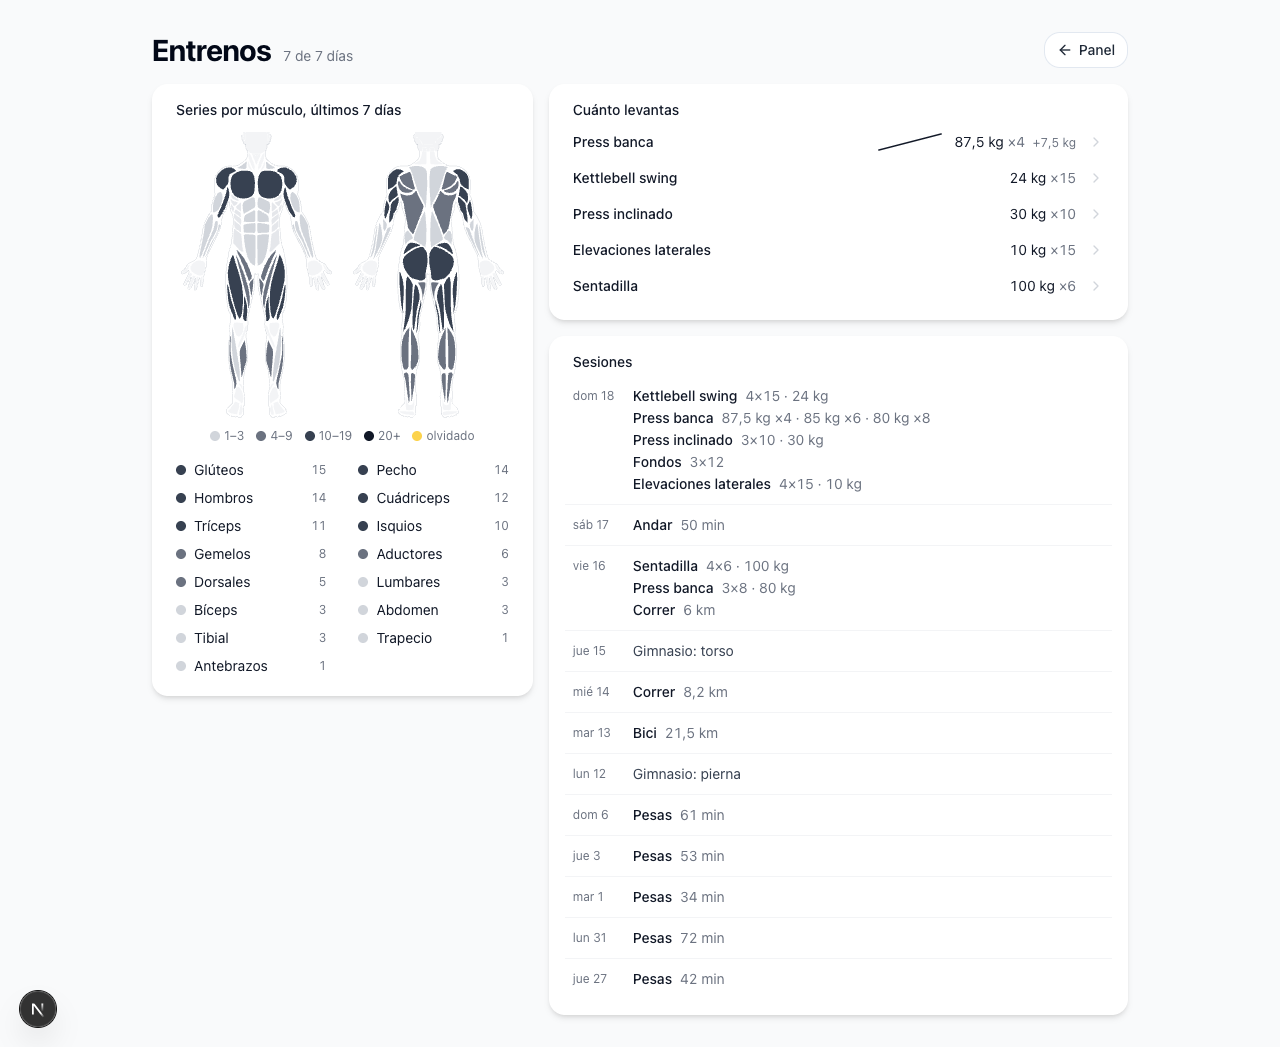 Entrenos 7 de 7 días
← Panel
Series por músculo, últimos 7 días
1–3 4–9 10–19 20+ olvidado
Glúteos 15
Pecho 14
Hombros 14
Cuádriceps 12
Tríceps 11
Isquios 10
Gemelos 8
Aductores 6
Dorsales 5
Lumbares 3
Bíceps 3
Abdomen 3
Tibial 3
Trapecio 1
Antebrazos 1
Cuánto levantas
Press banca 87,5 kg ×4 +7,5 kg
Kettlebell swing 24 kg ×15
Press inclinado 30 kg ×10
Elevaciones laterales 10 kg ×15
Sentadilla 100 kg ×6
Sesiones
dom 18 Kettlebell swing 4×15 · 24 kg
Press banca 87,5 kg ×4 · 85 kg ×6 · 80 kg ×8
Press inclinado 3×10 · 30 kg
Fondos 3×12
Elevaciones laterales 4×15 · 10 kg
sáb 17 Andar 50 min
vie 16 Sentadilla 4×6 · 100 kg
Press banca 3×8 · 80 kg
Correr 6 km
jue 15 Gimnasio: torso
mié 14 Correr 8,2 km
mar 13 Bici 21,5 km
lun 12 Gimnasio: pierna
dom 6 Pesas 61 min
jue 3 Pesas 53 min
mar 1 Pesas 34 min
lun 31 Pesas 72 min
jue 27 Pesas 42 min
N